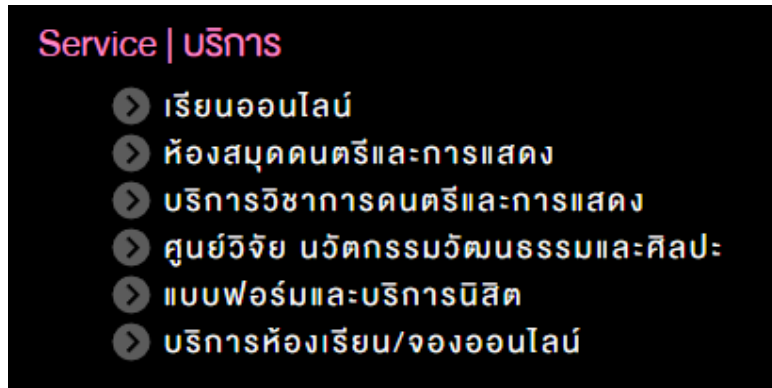 Service | บริการ
เรียนออนไลน์
ห้องสมุดดนตรีและการแสดง
บริการวิชาการดนตรีและการแสดง
ศูนย์วิจัย นวัตกรรมวัฒนธรรมและศิลปะ
แบบฟอร์มและบริการนิสิต
บริการห้องเรียน/จองออนไลน์